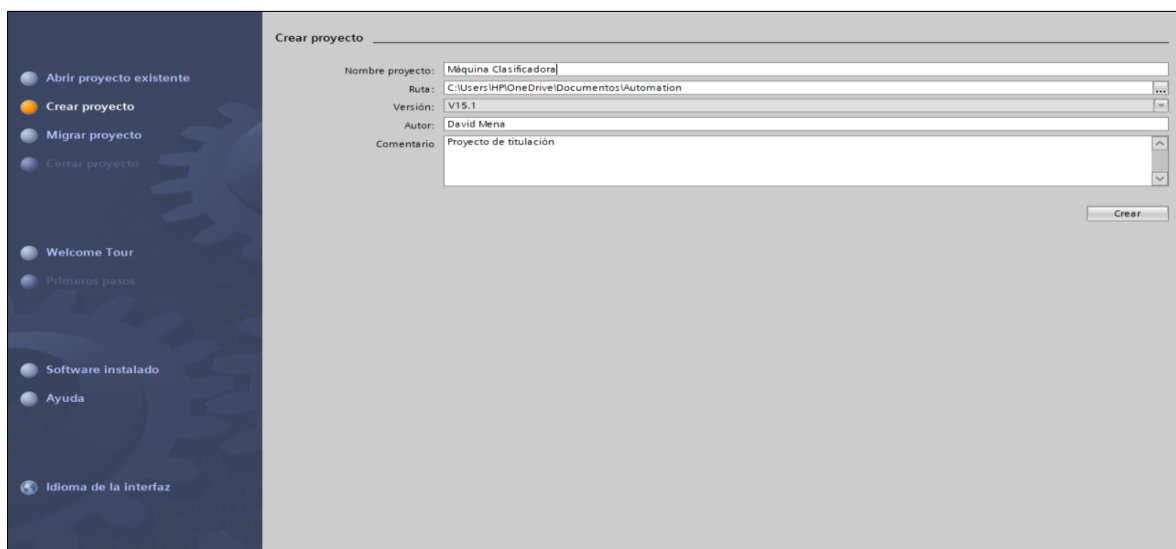 Abrir proyecto existente
Crear proyecto
Migrar proyecto
Cerrar proyecto
Welcome Tour
Primeros pasos
Software instalado
Ayuda
Idioma de la interfaz
Crear proyecto
Nombre proyecto: Máquina Clasificadora
Ruta: C:\Users\HP\OneDrive\Documentos\Automation
...
Versión: V15.1
Autor: David Mena
Comentario Proyecto de titulación
Crear